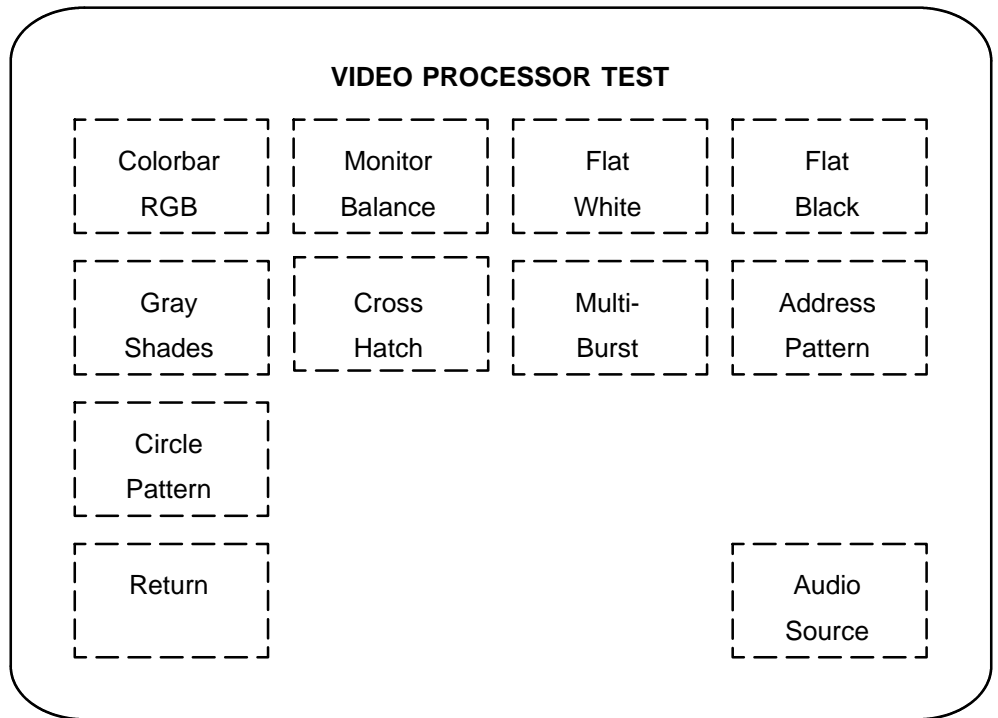 VIDEO PROCESSOR TEST
Colorbar
RGB
Monitor
Balance
Flat
White
Flat
Black
Gray
Shades
Cross
Hatch
Multi-
Burst
Address
Pattern
Circle
Pattern
Return
Audio
Source